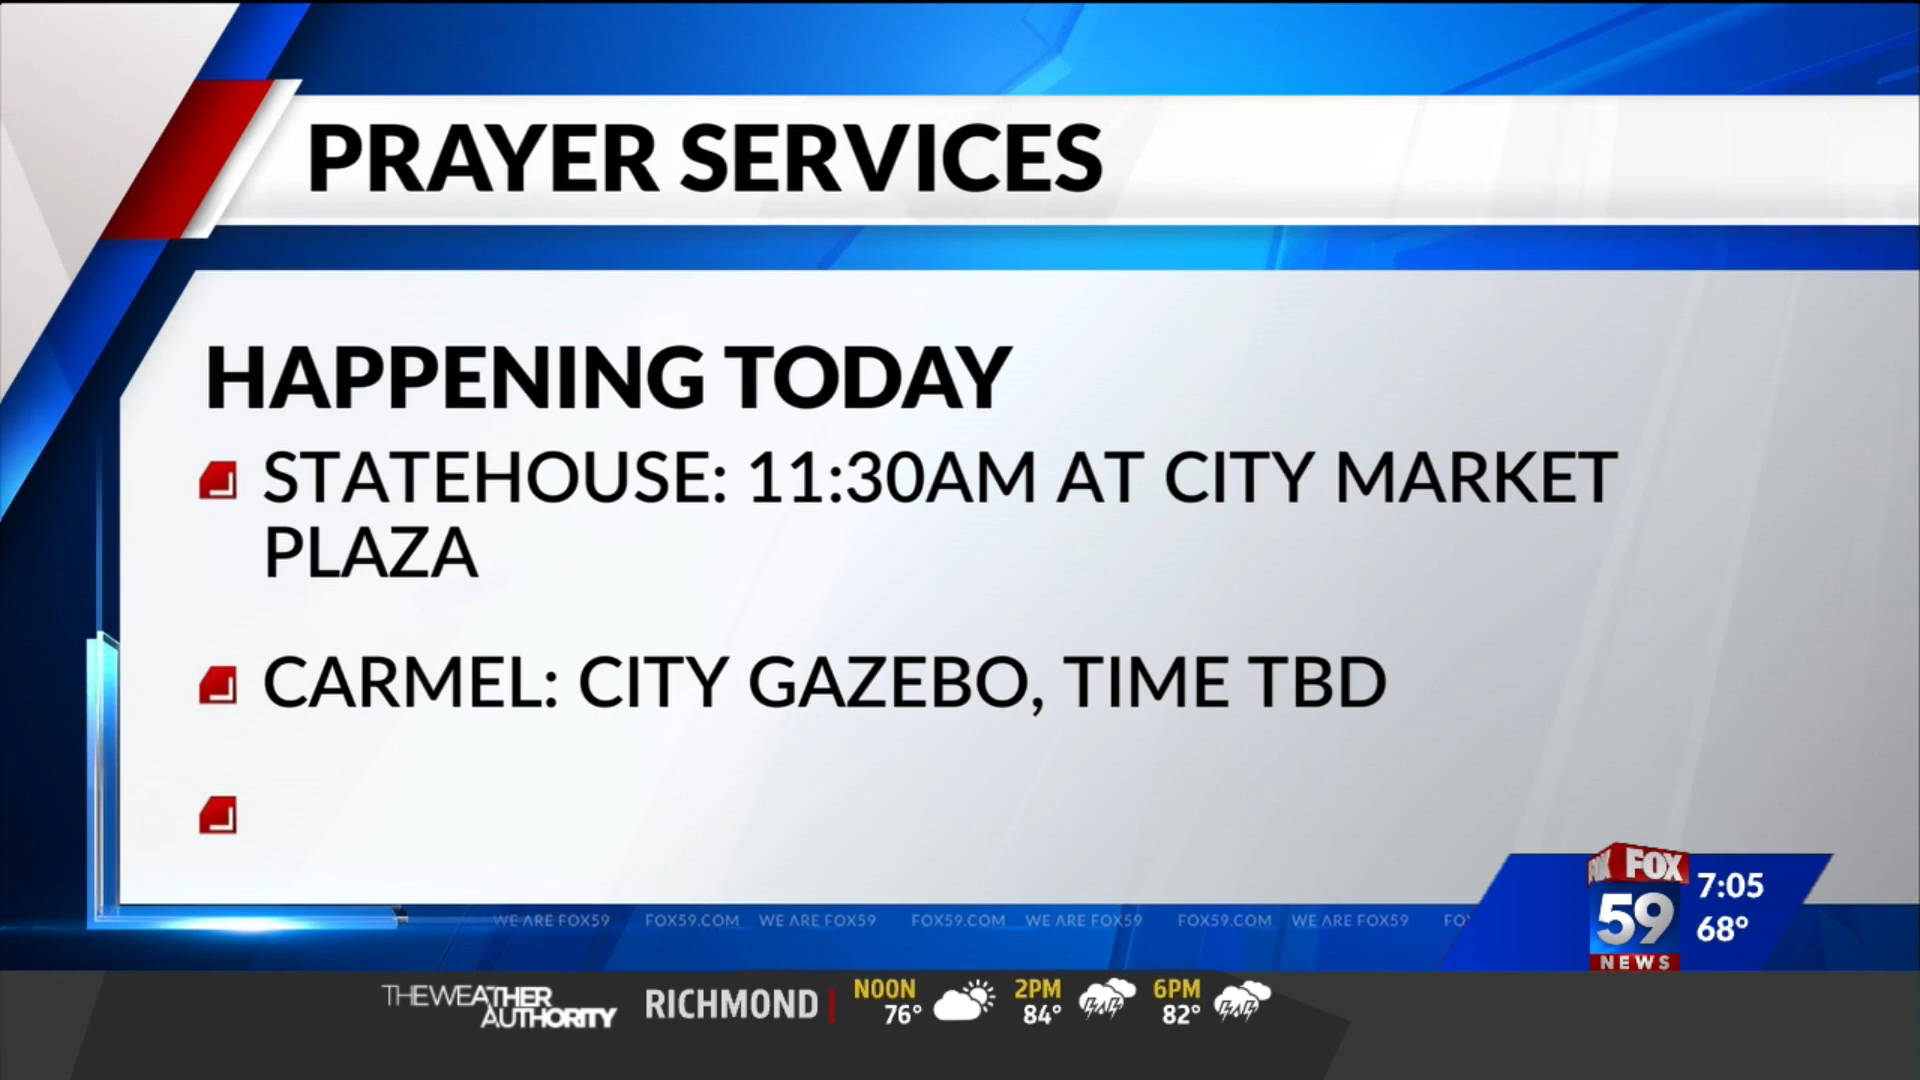 PRAYER SERVICES
HAPPENING TODAY
STATEHOUSE: 11:30AM AT CITY MARKET
PLAZA
CARMEL: CITY GAZEBO, TIME TBD
FOX FOX
59
NEWS
7:05
68°
WE ARE FOX59 FOX59.COM WE ARE FOX59 FOX59.COM WE ARE FOX59 FOX59.COM WE ARE FOX59 FO
THE WEATHER
AUTHORITY
RICHMOND
NOON
76°
2PM
84°
6PM
82°